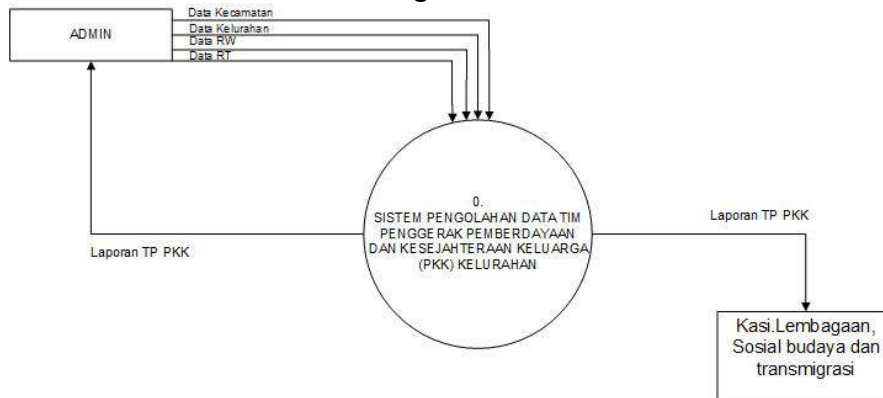 Data Kecamatan
ADMIN
Data Kelurahan
Data RW
Data RT
0.
SISTEM PENGOLAHAN DATA TIM
PENGGERAK PEMBERDAYAAN
DAN KESEJAHTERAAN KELUARGA
(PKK) KELURAHAN
Laporan TP PKK
Laporan TP PKK
Kasi.Lembagaan,
Sosial budaya dan
transmigrasi